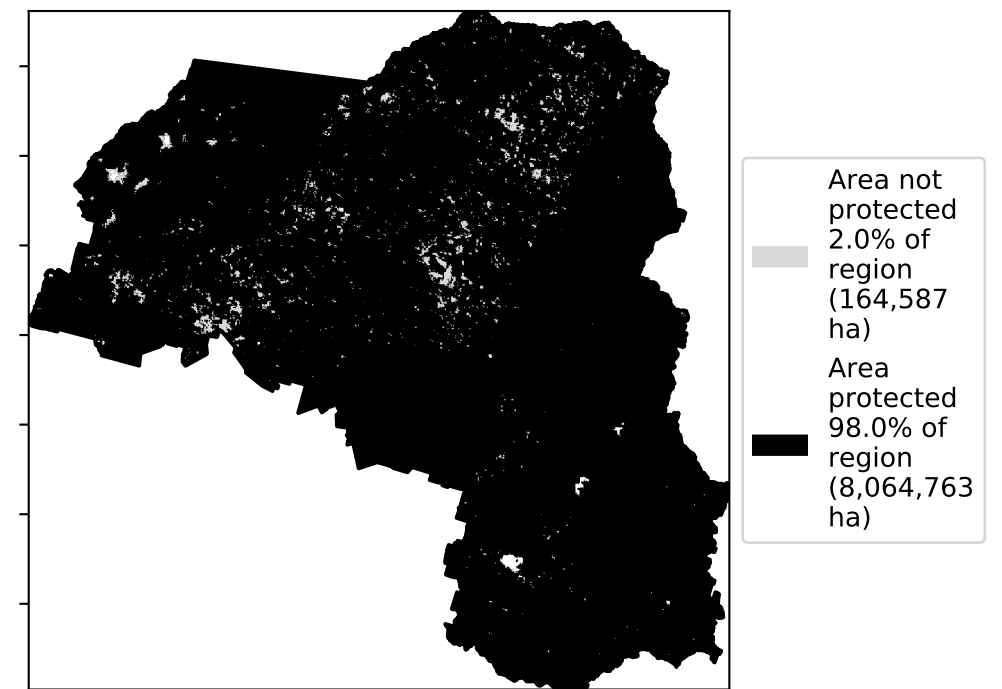 Area not
protected
2.0% of
region
(164,587
ha)
Area
protected
98.0% of
region
(8,064,763
ha)